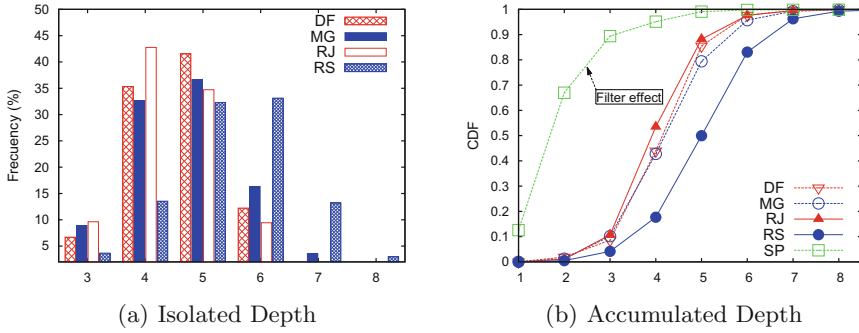 50
45
40
35
30
25
20
15
10
5
Frecuency (%)
DF
MG
RJ
RS
3 4 5 6 7 8
(a) Isolated Depth
1
0.9
0.8
0.7
0.6
0.5
0.4
0.3
0.2
0.1
0
CDF
Filter effect
DF
MG
RJ
RS
SP
1 2 3 4 5 6 7 8
(b) Accumulated Depth